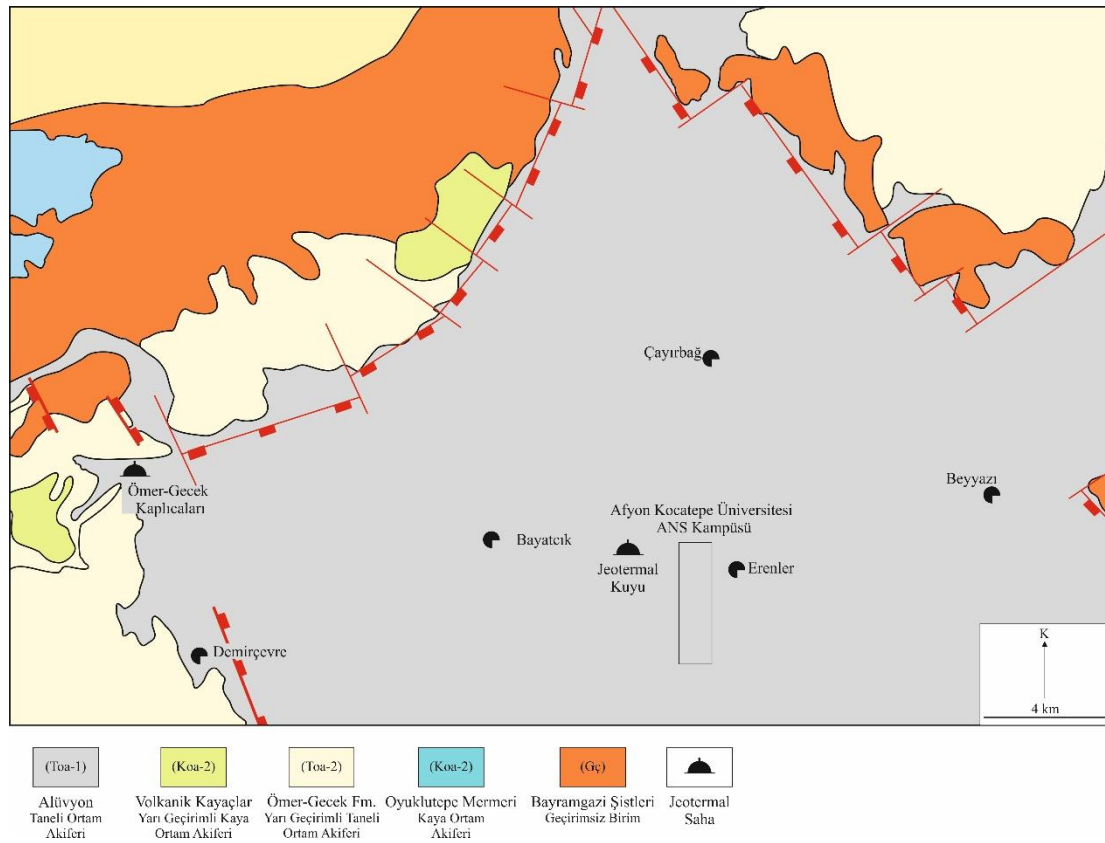 Çayırbağ
Beyyazı
Ömer-Gecek
Kaplıcaları
Afyon Kocatepe Üniversitesi
ANS Kampüsü
Bayatcık
Jeotermal
Kuyu
Erenler
Demirçevre
K
4 km
(Toa-1)
Alüvyon
Taneli Ortam
Akiferi
(Koa-2)
Volkanik Kayaçlar
Yarı Geçirimli Kaya
Ortam Akiferi
(Toa-2)
Ömer-Gecek Fm.
Yarı Geçirimli Taneli
Ortam Akiferi
(Koa-2)
Oyuklutepe Mermeri
Kaya Ortam
Akiferi
(Gç)
Bayramgazi Şistleri
Geçirimsiz Birim
Jeotermal
Saha